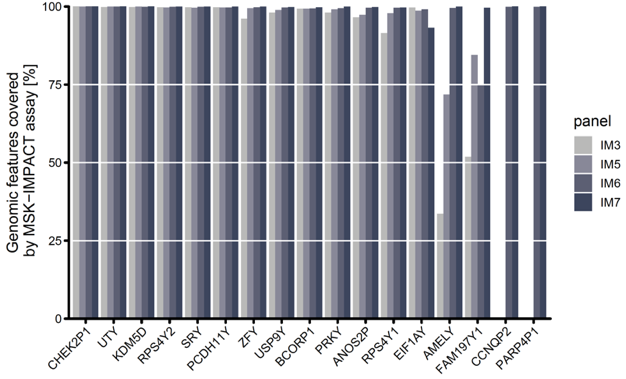 Genomic features covered
by MSK−IMPACT assay [%]
100
75
50
25
0
CHEK2P1
UTY
KDM5D
RPS4Y2
SRY
PCDH11Y
ZFY
USP9Y
BCORP1
PRKY
ANOS2P
RPS4Y1
EIF1AY
AMELY
FAM197Y1
CCNQP2
PARP4P1
panel
IM3
IM5
IM6
IM7